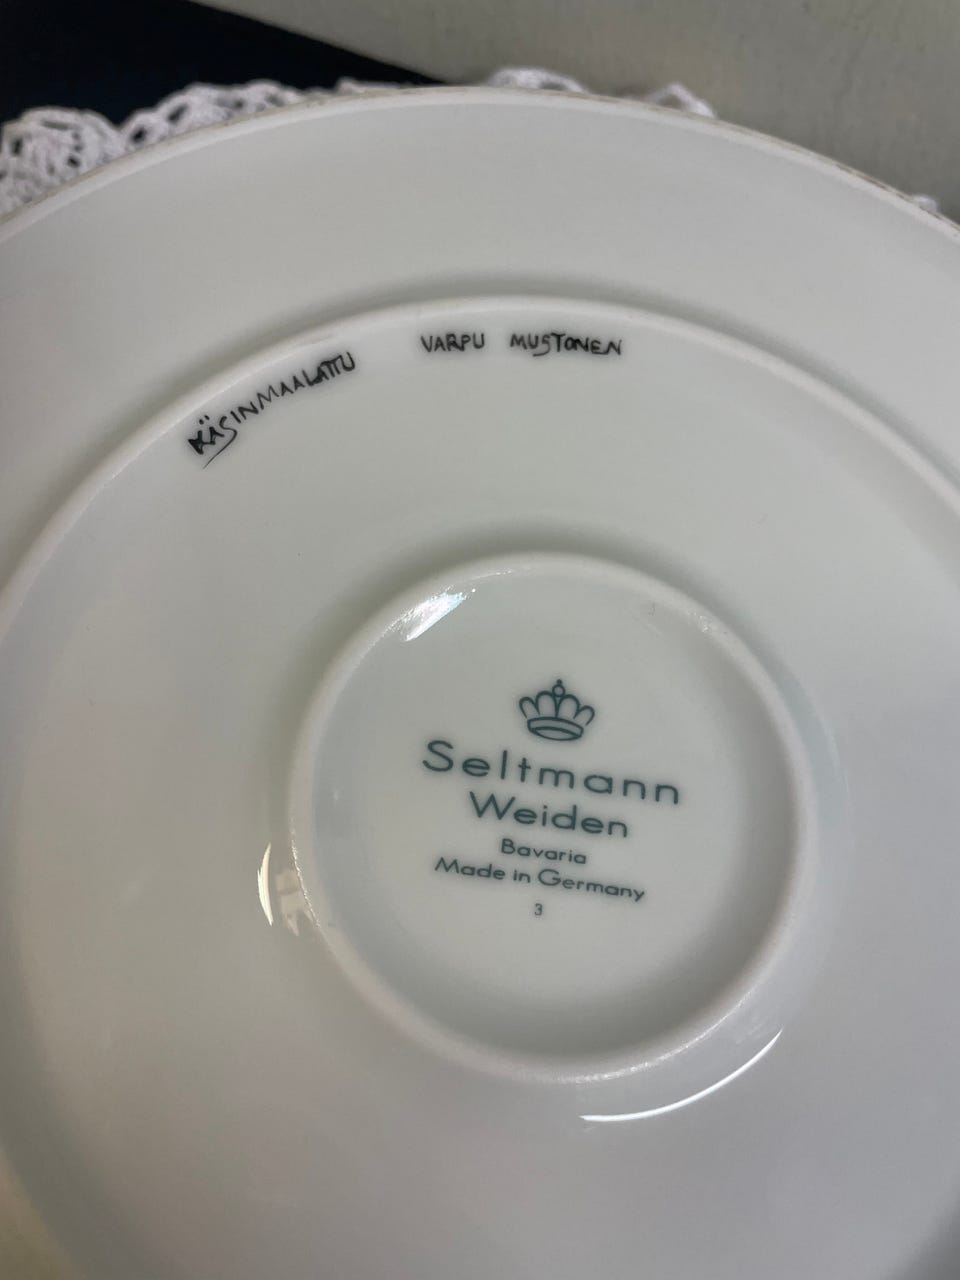 KÄSINMAALATTU VARPU MUSTONEN
Seltmann
Weiden
Bavaria
Made in Germany
3